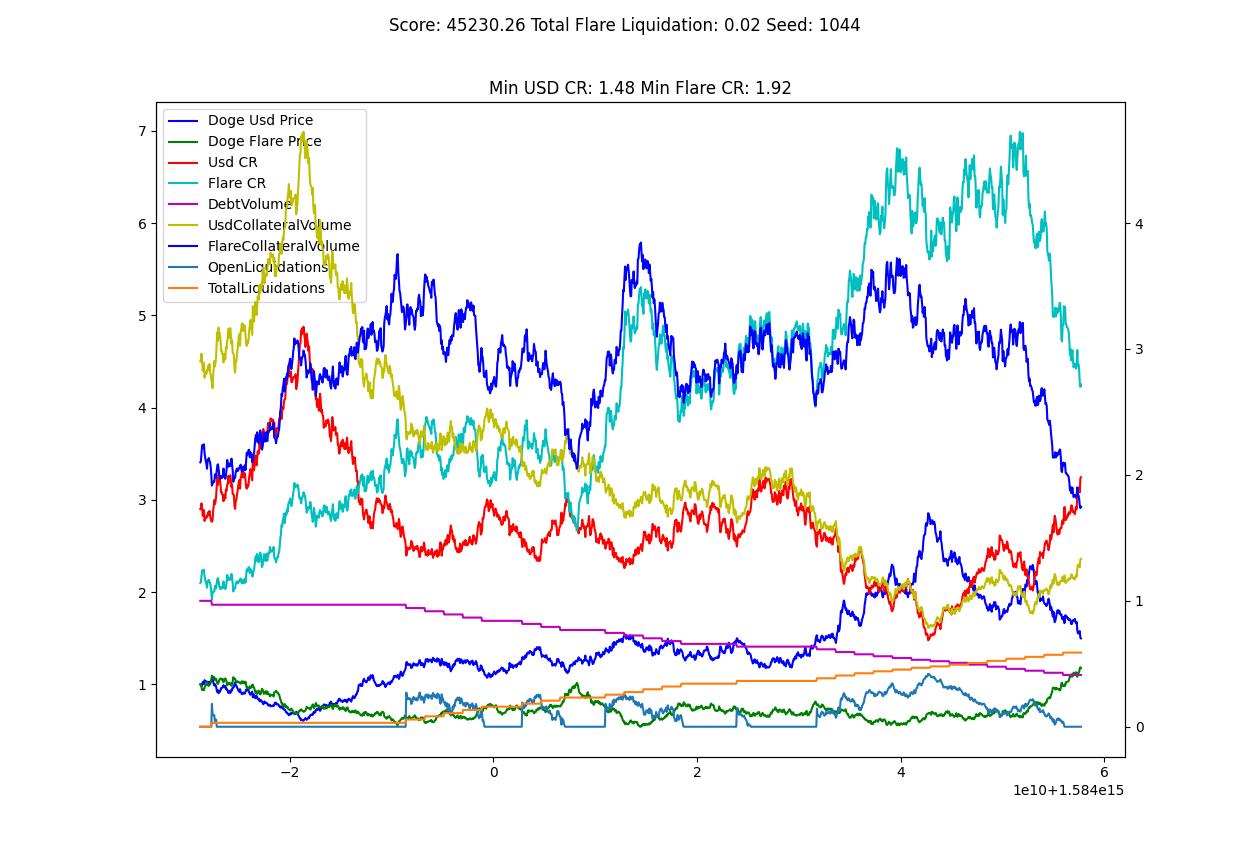 Score: 45230.26 Total Flare Liquidation: 0.02 Seed: 1044
Min USD CR: 1.48 Min Flare CR: 1.92
Doge Usd Price
Doge Flare Price
Usd CR
Flare CR
DebtVolume
UsdCollateralVolume
FlareCollateralVolume
OpenLiquidations
TotalLiquidations
7
6
5
4
3
2
1
4
3
2
1
0
−2
0
2
4
6
1e10+1.584e15